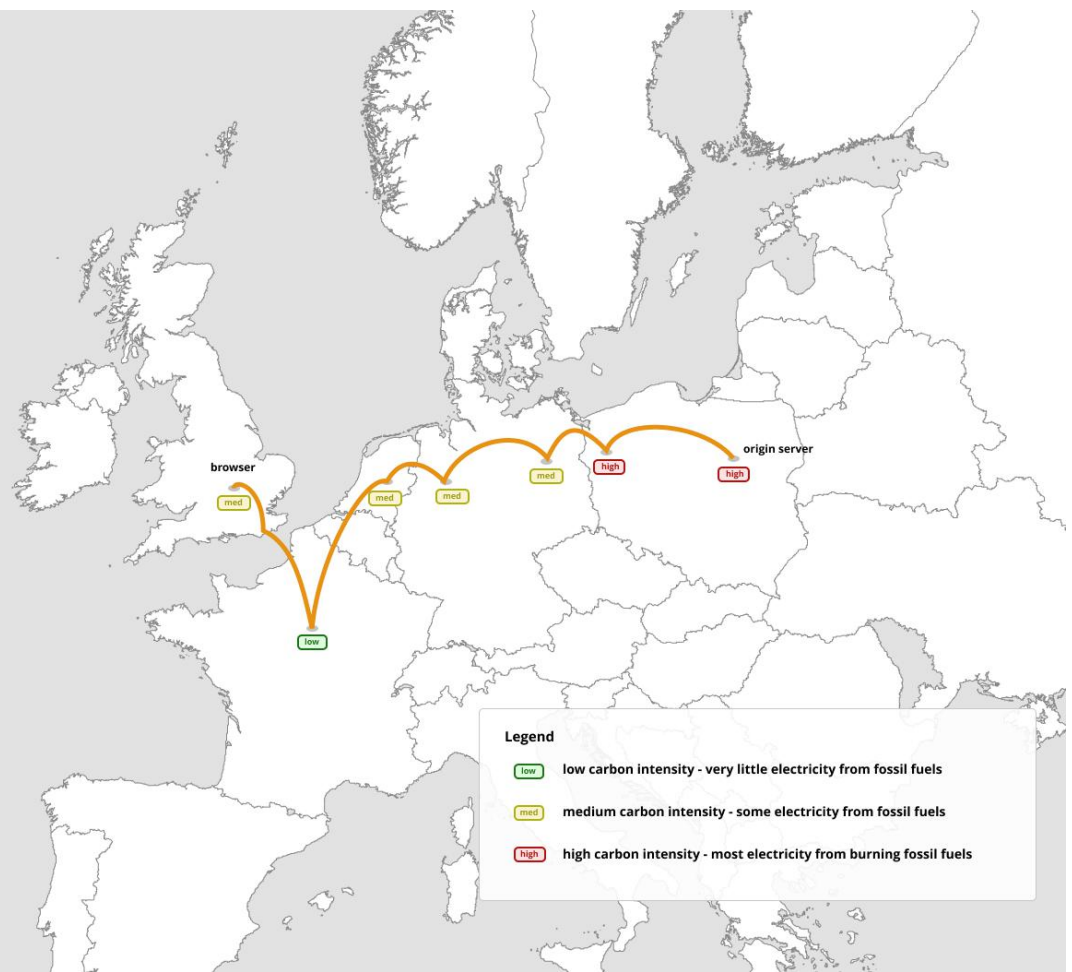 origin server
browser
high
high
med
med
med
med
low
Legend
low low carbon intensity - very little electricity from fossil fuels
med medium carbon intensity - some electricity from fossil fuels
high high carbon intensity - most electricity from burning fossil fuels